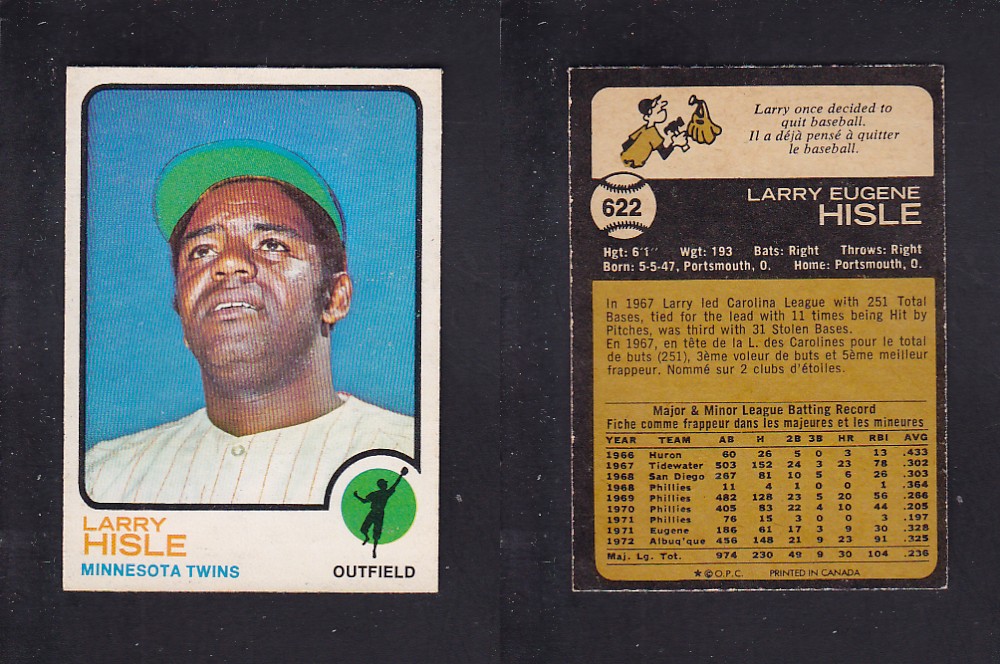 LARRY
HISLE
MINNESOTA TWINS
OUTFIELD
Larry once decided to
quit baseball.
Il a déjà pensé à quitter
le baseball.
622
LARRY EUGENE
HISLE
Hgt: 6'1" Wgt: 193 Bats: Right Throws: Right
Born: 5-5-47, Portsmouth, O. Home: Portsmouth, O.
In 1967 Larry led Carolina League with 251 Total
Bases, tied for the lead with 11 times being Hit by
Pitches, was third with 31 Stolen Bases.
En 1967, en tête de la L. des Carolines pour le total
de buts (251), 3ème voleur de buts et 5ème meilleur
frappeur. Nommé sur 2 clubs d'étoiles.
Major & Minor League Batting Record
Fiche comme frappeur dans les majeures et les mineures
YEAR TEAM AB H 2B 3B HR RBI AVG
1966 Huron 60 26 5 0 3 13 .433
1967 Tidewater 503 152 24 3 23 78 .302
1968 San Diego 267 81 10 5 6 26 .303
1968 Phillies 11 4 1 0 0 1 .364
1969 Phillies 482 128 23 5 20 56 .266
1970 Phillies 405 83 22 4 10 44 .205
1971 Phillies 76 15 3 0 0 3 .197
1971 Eugene 186 61 17 3 9 30 .328
1972 Albuq'que 456 148 21 9 23 91 .325
Maj. Lg. Tot. 974 230 49 9 30 104 .236
★ © O.P.C. PRINTED IN CANADA